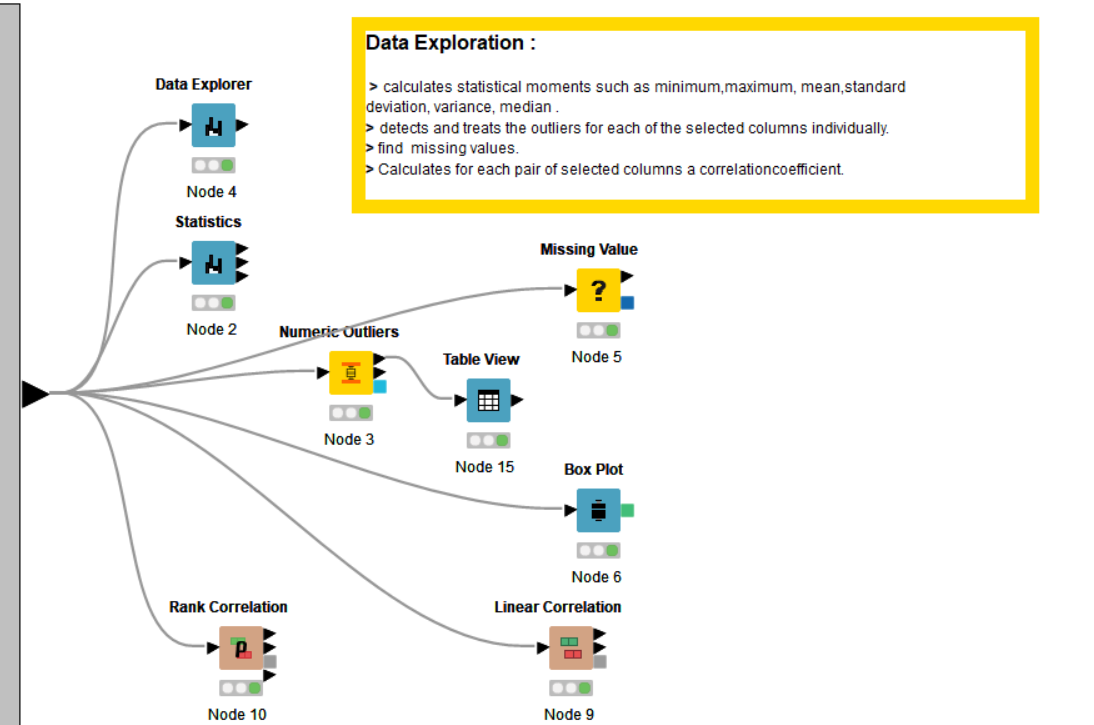 Data Exploration :
> calculates statistical moments such as minimum,maximum, mean,standard
deviation, variance, median .
> detects and treats the outliers for each of the selected columns individually.
> find  missing values.
> Calculates for each pair of selected columns a correlationcoefficient.
Data Explorer
Node 4
Statistics
Node 2
Missing Value
?
Node 5
Numeric Outliers
Node 3
Table View
Node 15
Box Plot
Node 6
Rank Correlation
ρ
Node 10
Linear Correlation
Node 9